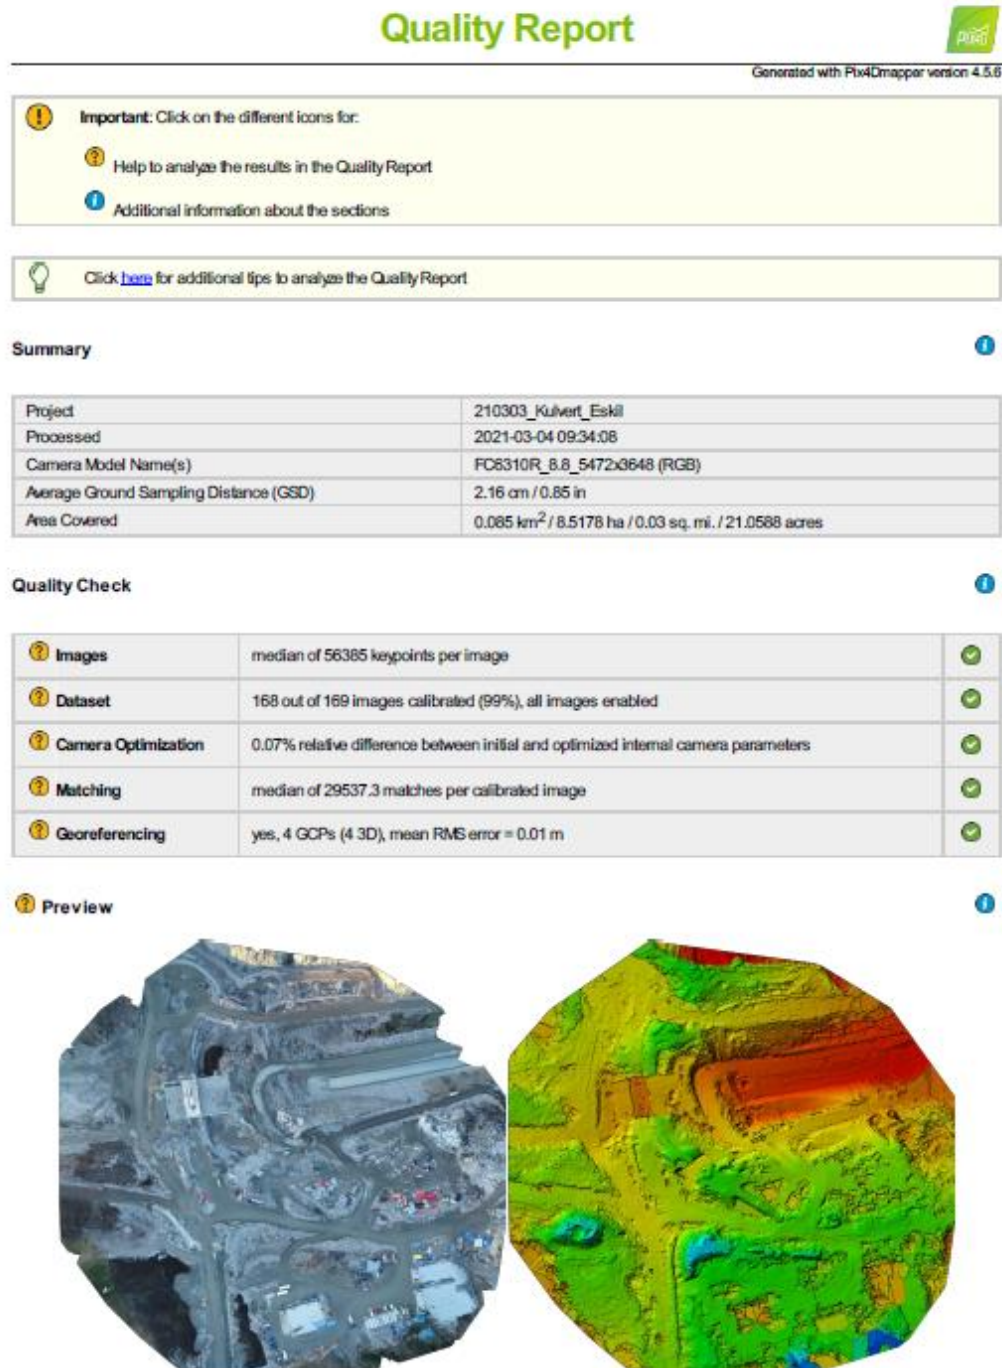 Quality Report
Generated with Pix4Dmapper version 4.5.6
Important: Click on the different icons for:
Help to analyze the results in the Quality Report
Additional information about the sections
Click here for additional tips to analyze the Quality Report
Summary
Project 210303_Kulvert_Eskil
Processed 2021-03-04 09:34:08
Camera Model Name(s) FC6310R_8.8_5472x3648 (RGB)
Average Ground Sampling Distance (GSD) 2.16 cm / 0.85 in
Area Covered 0.085 km2 / 8.5178 ha / 0.03 sq. mi. / 21.0588 acres
Quality Check
Images median of 56385 keypoints per image
Dataset 168 out of 169 images calibrated (99%), all images enabled
Camera Optimization 0.07% relative difference between initial and optimized internal camera parameters
Matching median of 29537.3 matches per calibrated image
Georeferencing yes, 4 GCPs (4 3D), mean RMS error = 0.01 m
Preview